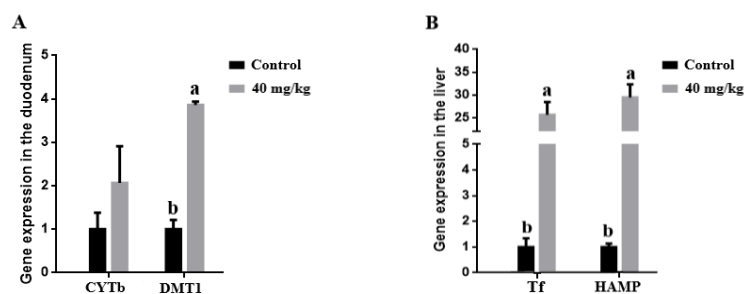 A
Gene expression in the duodenum
5
4
3
2
1
0
b
a
CYTb
DMT1
Control
40 mg/kg
B
Gene expression in the liver
40
35
30
25
5
4
3
2
1
0
b
a
b
a
Tf
HAMP
Control
40 mg/kg